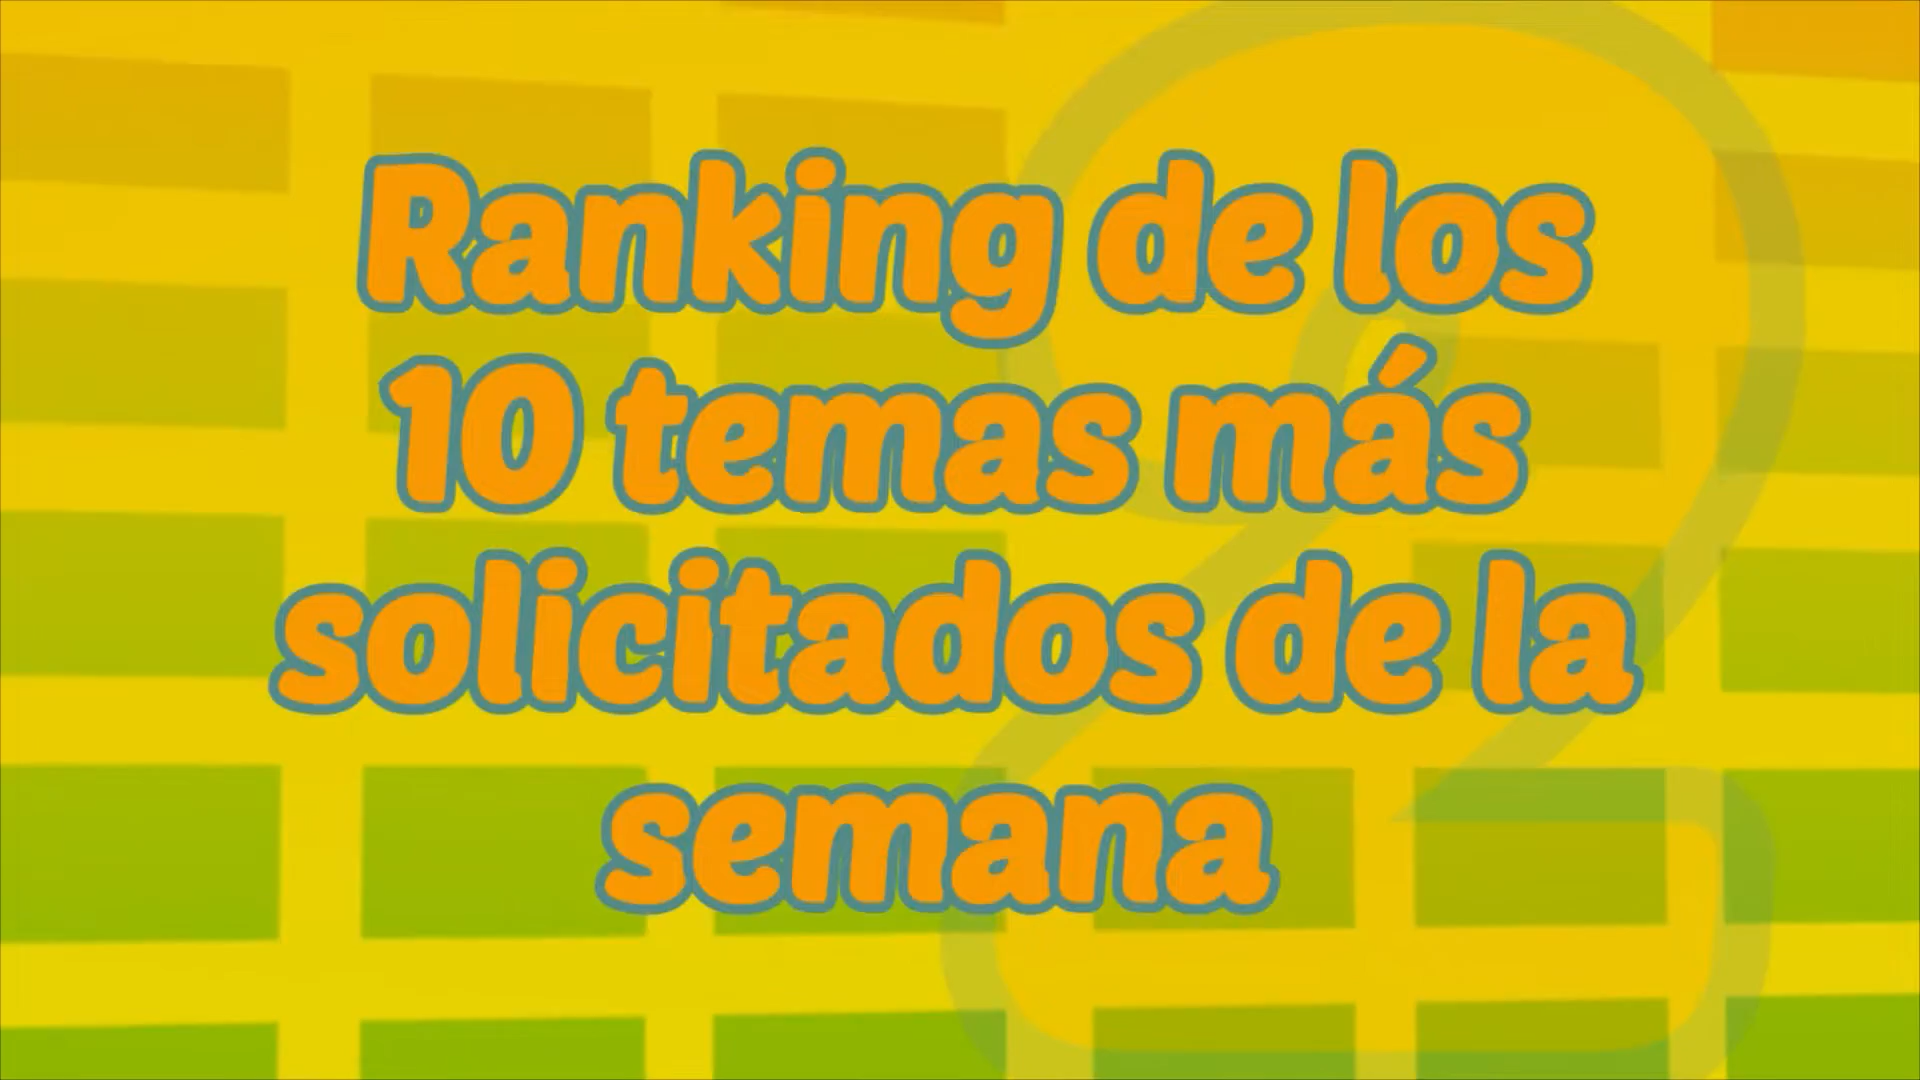 Ranking de los
10 temas más
solicitados de la
semana